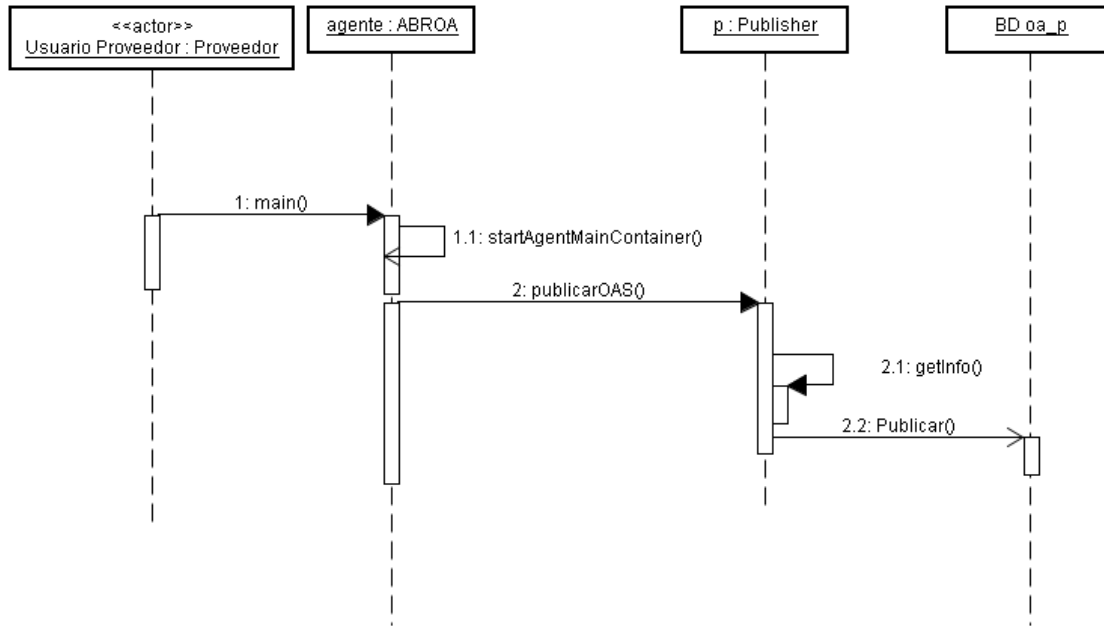 <<actor>>
Usuario Proveedor : Proveedor
agente : ABROA
p : Publisher
BD oa_p
1: main()
1.1: startAgentMainContainer()
2: publicarOAS()
2.1: getInfo()
2.2: Publicar()